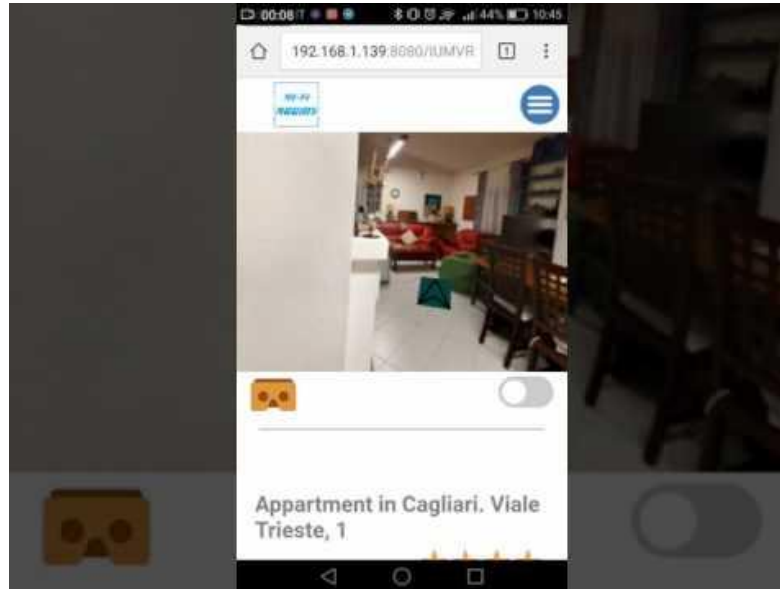 00:08 44% 10:45
192.168.1.139:8080/IUMVR 1
Appartment in Cagliari. Viale
Trieste, 1